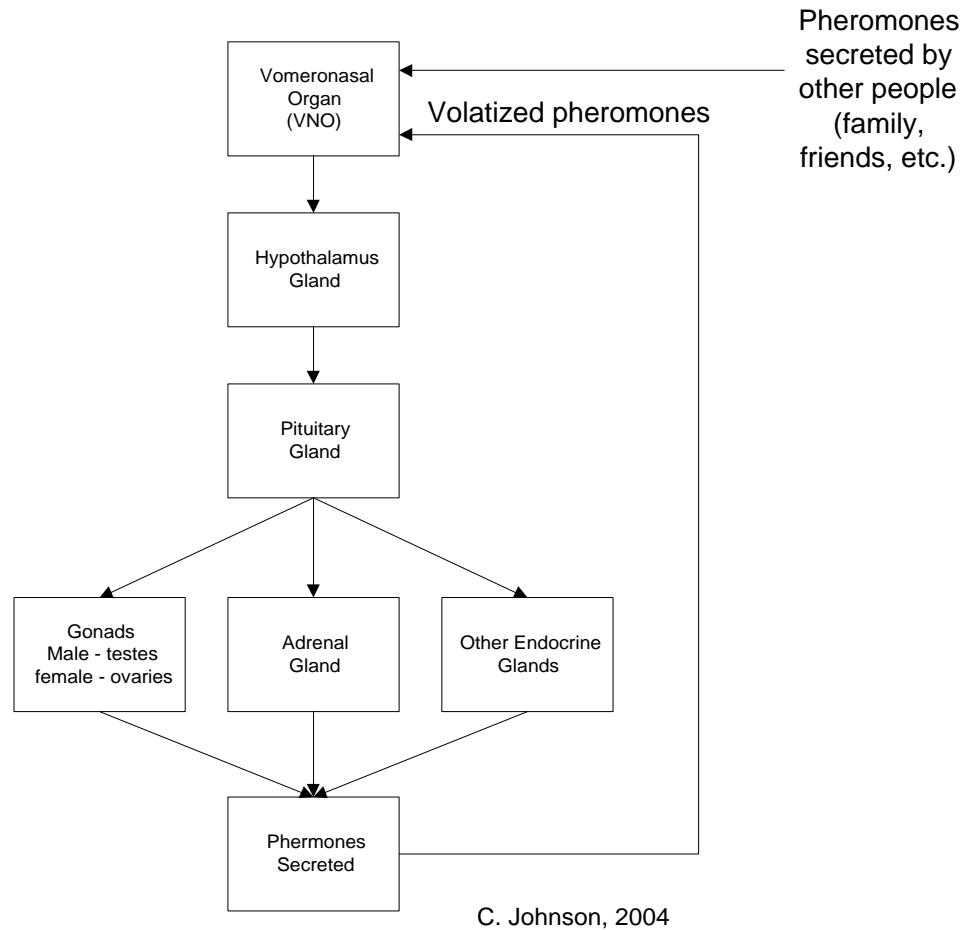 Pheromones
secreted by
other people
(family,
friends, etc.)
Vomeronasal
Organ
(VNO)
Volatized pheromones
Hypothalamus
Gland
Pituitary
Gland
Gonads
Male - testes
female - ovaries
Adrenal
Gland
Other Endocrine
Glands
Phermones
Secreted
C. Johnson, 2004